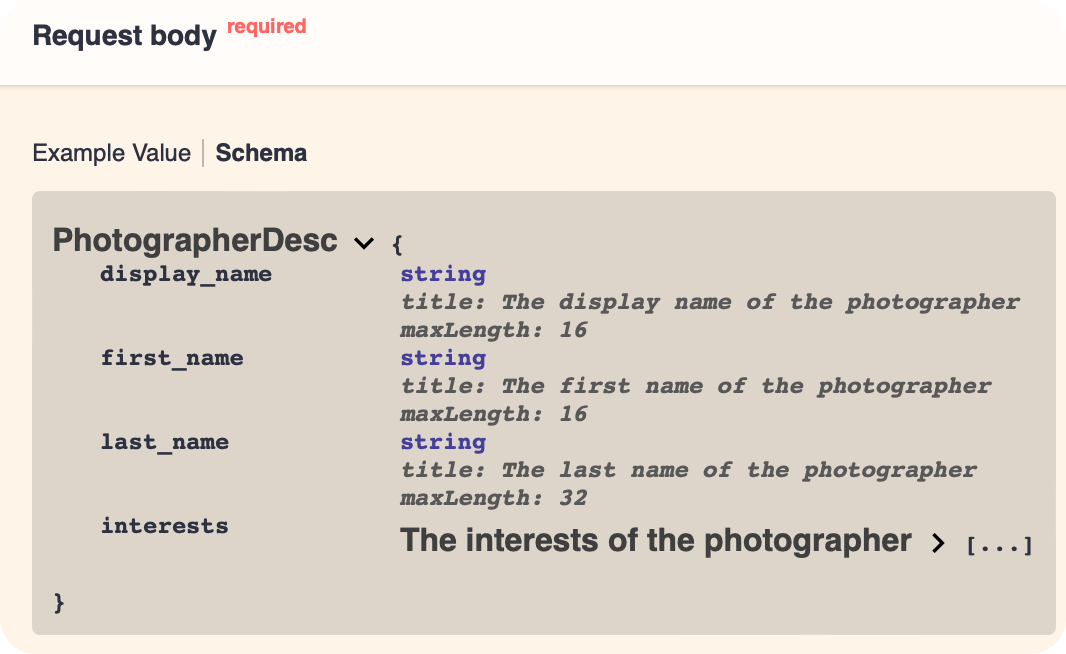 Request body required
Example Value | Schema
PhotographerDesc {
display_name string
title: The display name of the photographer
maxLength: 16
first_name string
title: The first name of the photographer
maxLength: 16
last_name string
title: The last name of the photographer
maxLength: 32
interests The interests of the photographer > [...]
}